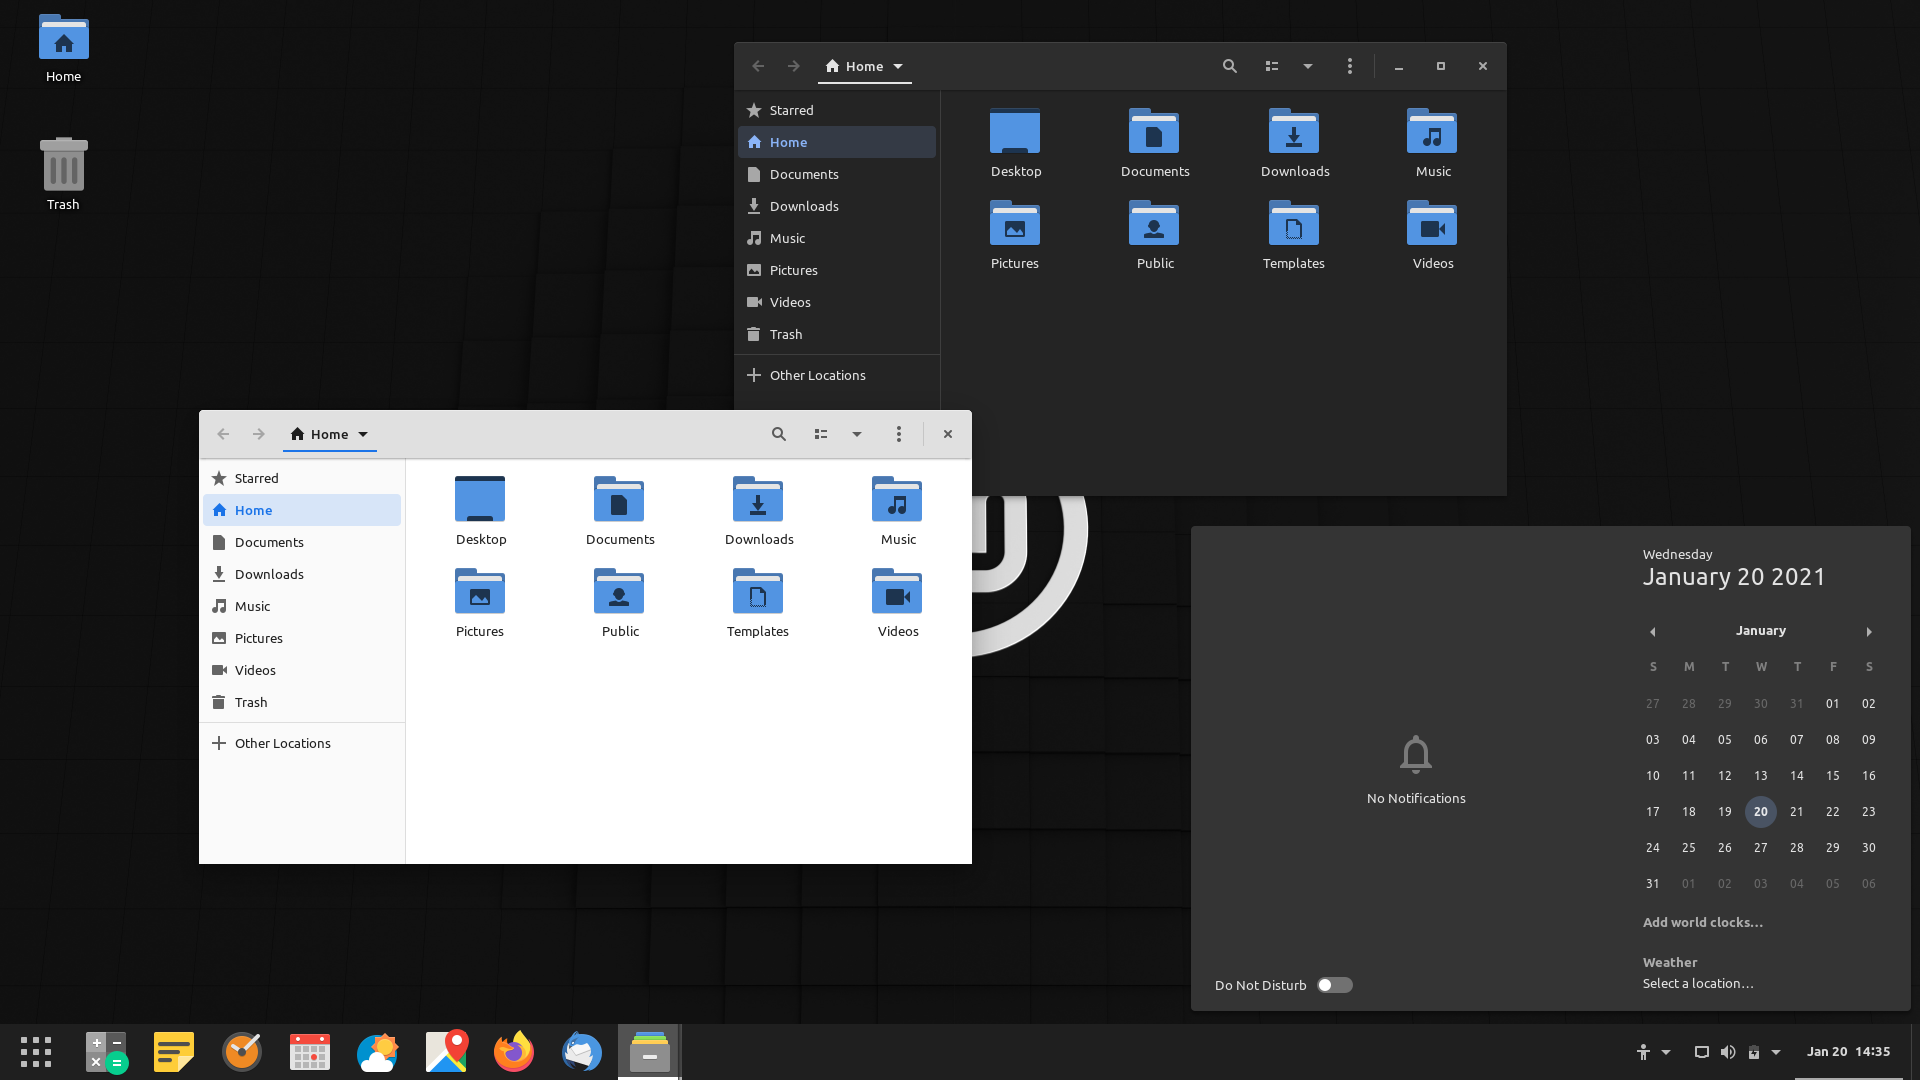 Home
Trash
Home
Starred
Home
Documents
Downloads
Music
Pictures
Videos
Trash
Other Locations
Desktop Documents Downloads Music
Pictures Public Templates Videos
Home
Starred
Home
Documents
Downloads
Music
Pictures
Videos
Trash
Other Locations
Desktop Documents Downloads Music
Pictures Public Templates Videos
No Notifications
Do Not Disturb
Wednesday
January 20 2021
January
S M T W T F S
27 28 29 30 31 01 02
03 04 05 06 07 08 09
10 11 12 13 14 15 16
17 18 19 20 21 22 23
24 25 26 27 28 29 30
31 01 02 03 04 05 06
Add world clocks...
Weather
Select a location...
Jan 20 14:35